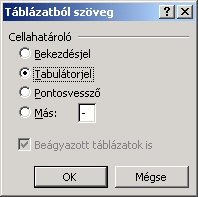 Táblázatból szöveg
Cellahatároló
Bekezdésjel
Tabulátorjel
Pontosvessző
Más: -
Beágyazott táblázatok is
OK Mégse